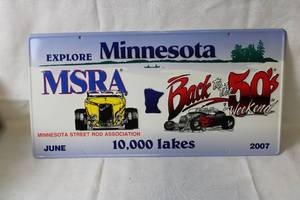 EXPLORE Minnesota
MSRA
Back to the 50's
Weekend
MINNESOTA STREET ROD ASSOCIATION
JUNE 10,000 lakes 2007